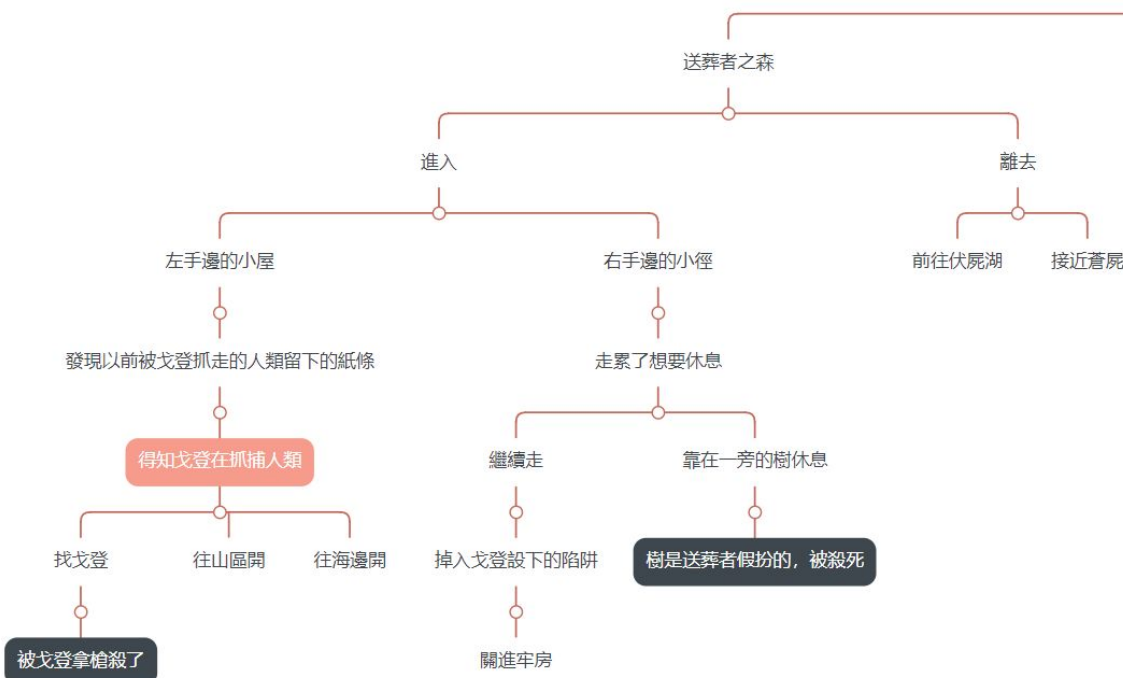 送葬者之森
進入
離去
左手邊的小屋
右手邊的小徑
前往伏屍湖
接近蒼屍
發現以前被戈登抓走的人類留下的紙條
走累了想要休息
得知戈登在抓捕人類
繼續走
靠在一旁的樹休息
找戈登
往山區開
往海邊開
掉入戈登設下的陷阱
樹是送葬者假扮的，被殺死
被戈登拿槍殺了
關進牢房